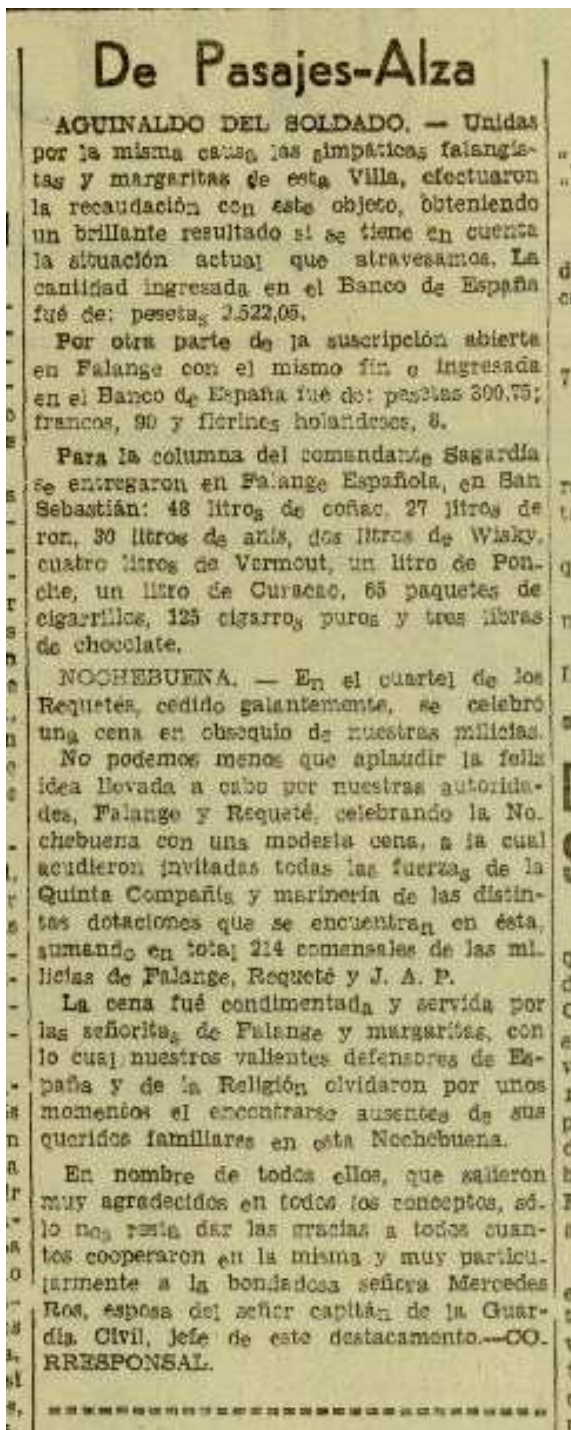 De Pasajes-Alza
AGUINALDO DEL SOLDADO. — Unidas
por la misma causa las simpáticas falangis-
tas y margaritas de esta Villa, efectuaron
la recaudación con este objeto, obteniendo
un brillante resultado si se tiene en cuenta
la situación actual que atravesamos. La
cantidad ingresada en el Banco de España
fué de: pesetas 2.522,05.
Por otra parte de la suscripción abierta
en Falange con el mismo fin e ingresada
en el Banco de España fué de: pesetas 300,75;
francos, 90 y florines holandeses, 8.
Para la columna del comandante Sagardía
se entregaron en Falange Española, en San
Sebastián: 48 litros de coñac, 27 litros de
ron, 30 litros de anís, dos litros de Wisky,
cuatro litros de Vermout, un litro de Pon-
che, un litro de Curacao, 65 paquetes de
cigarrillos, 125 cigarros puros y tres libras
de chocolate.
NOCHEBUENA. — En el cuartel de los
Requetés, cedido galantemente, se celebró
una cena en obsequio de nuestras milicias.
No podemos menos que aplaudir la feliz
idea llevada a cabo por nuestras autorida-
des, Falange y Requeté, celebrando la No-
chebuena con una modesta cena, a la cual
acudieron invitadas todas las fuerzas de la
Quinta Compañía y marinería de las distin-
tas dotaciones que se encuentran en ésta,
sumando en total 214 comensales de las mi-
licias de Falange, Requeté y J. A. P.
La cena fué condimentada y servida por
las señoritas de Falange y margaritas, con
lo cual nuestros valientes defensores de Es-
paña y de la Religión olvidaron por unos
momentos el encontrarse ausentes de sus
queridos familiares en esta Nochebuena.
En nombre de todos ellos, que salieron
muy agradecidos en todos los conceptos, só-
lo nos resta dar las gracias a todos cuan-
tos cooperaron en la misma y muy particu-
larmente a la bondadosa señora Mercedes
Ros, esposa del señor capitán de la Guar-
dia Civil, jefe de este destacamento.—CO-
RRESPONSAL.